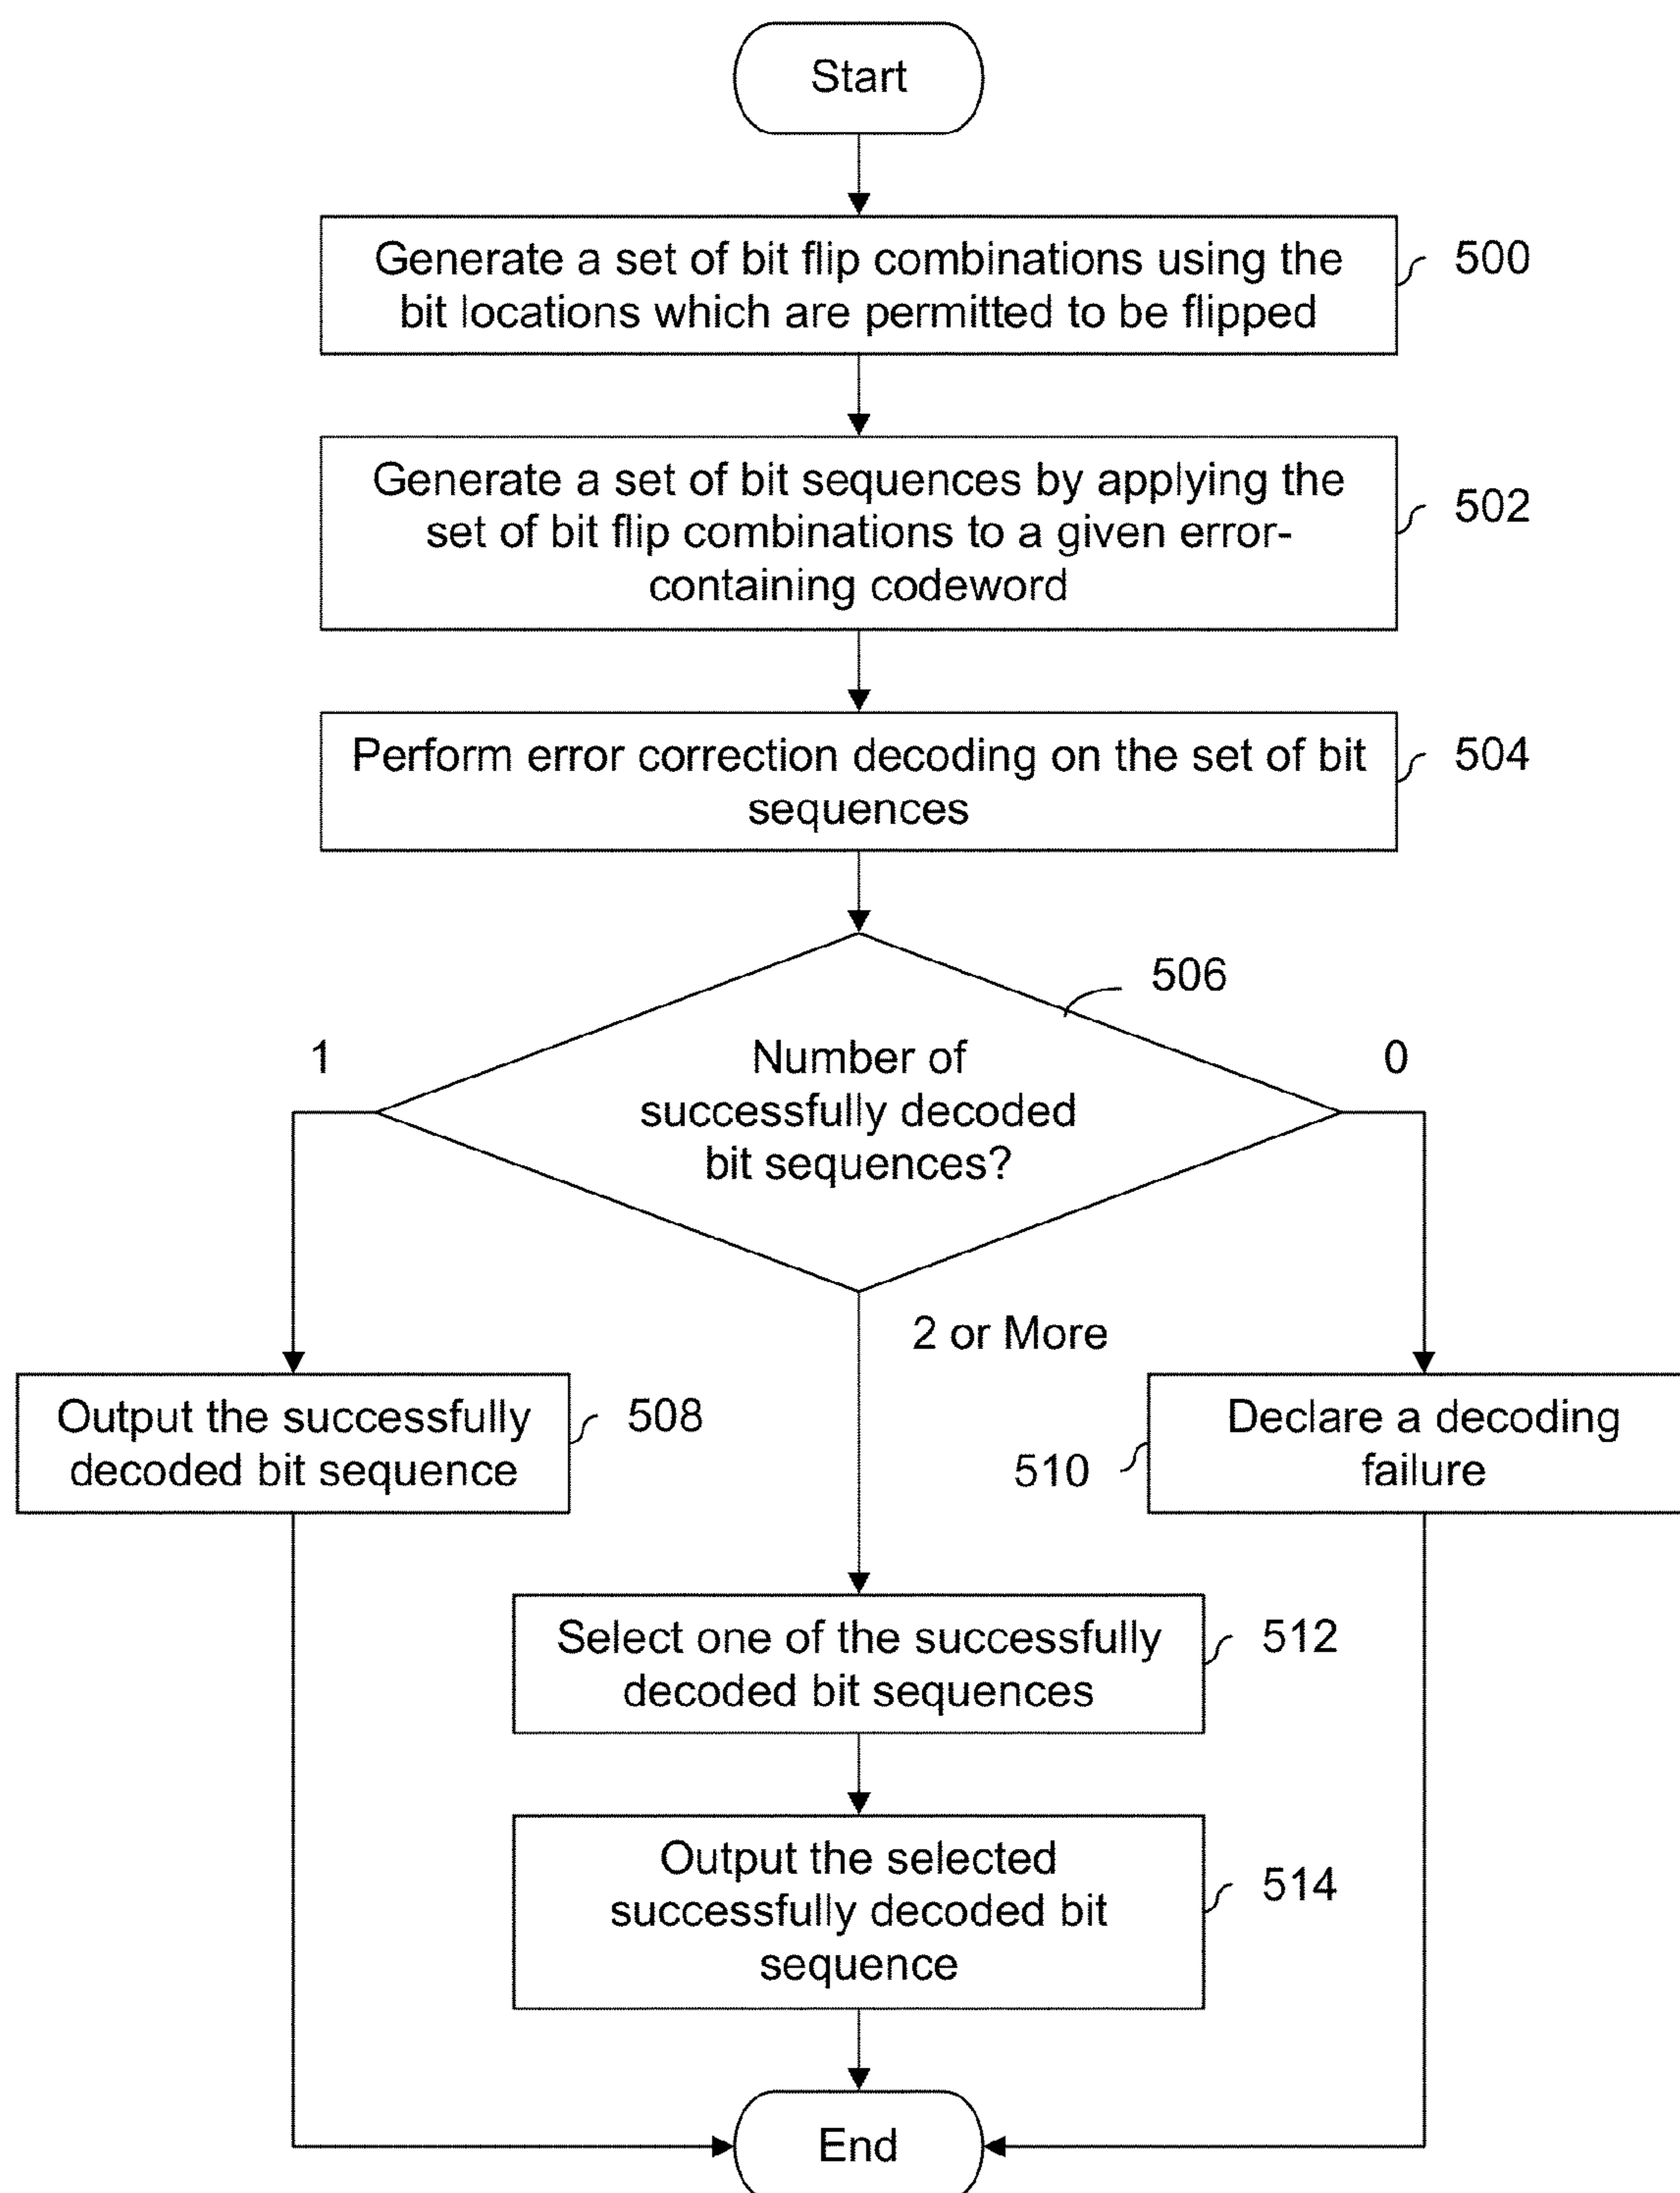 Start
Generate a set of bit flip combinations using the
bit locations which are permitted to be flipped
500
Generate a set of bit sequences by applying the
set of bit flip combinations to a given error-
containing codeword
502
Perform error correction decoding on the set of bit
sequences
504
506
1
Number of
successfully decoded
bit sequences?
0
2 or More
Output the successfully
decoded bit sequence
508
510
Declare a decoding
failure
Select one of the successfully
decoded bit sequences
512
Output the selected
successfully decoded bit
sequence
514
End